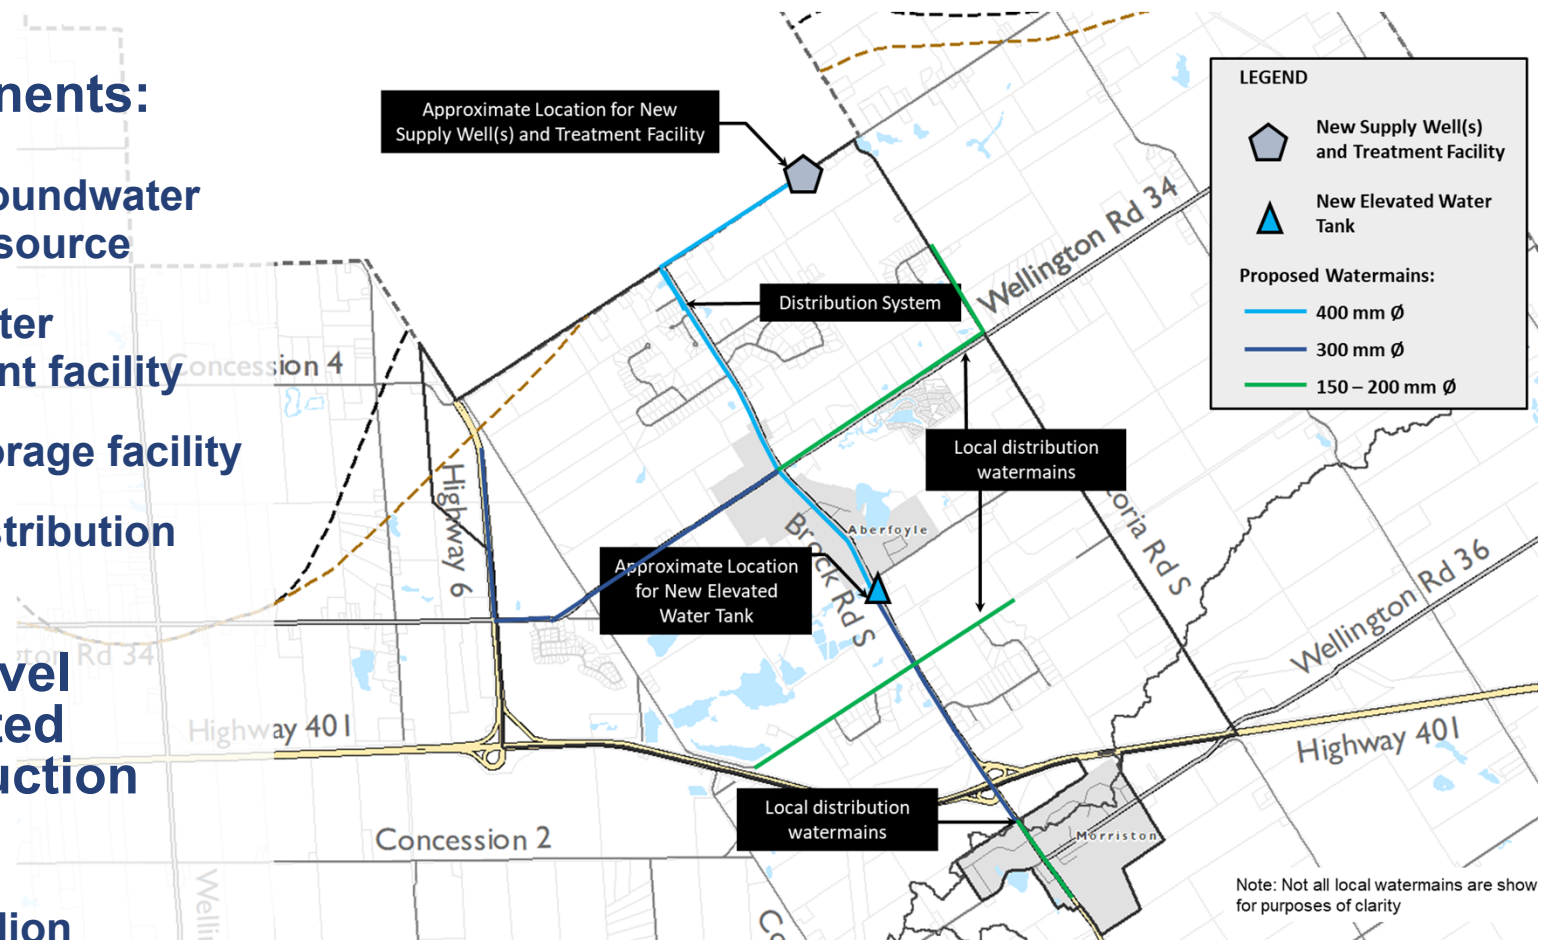 nents:
oundwater
source
ter
nt facility
orage facility
stribution
vel
ted
uction
lion
Approximate Location for New
Supply Well(s) and Treatment Facility
Distribution System
Local distribution
watermains
Approximate Location
for New Elevated
Water Tank
Local distribution
watermains
Concession 4
Highway 6
gton Rd 34
Highway 401
Concession 2
Wellin
Co
Wellington Rd 34
Aberfoyle
Brock Rd S
toria Rd S
Wellington Rd 36
Highway 401
Morriston
LEGEND
New Supply Well(s)
and Treatment Facility
New Elevated Water
Tank
Proposed Watermains:
400 mm Ø
300 mm Ø
150 – 200 mm Ø
Note: Not all local watermains are show
for purposes of clarity